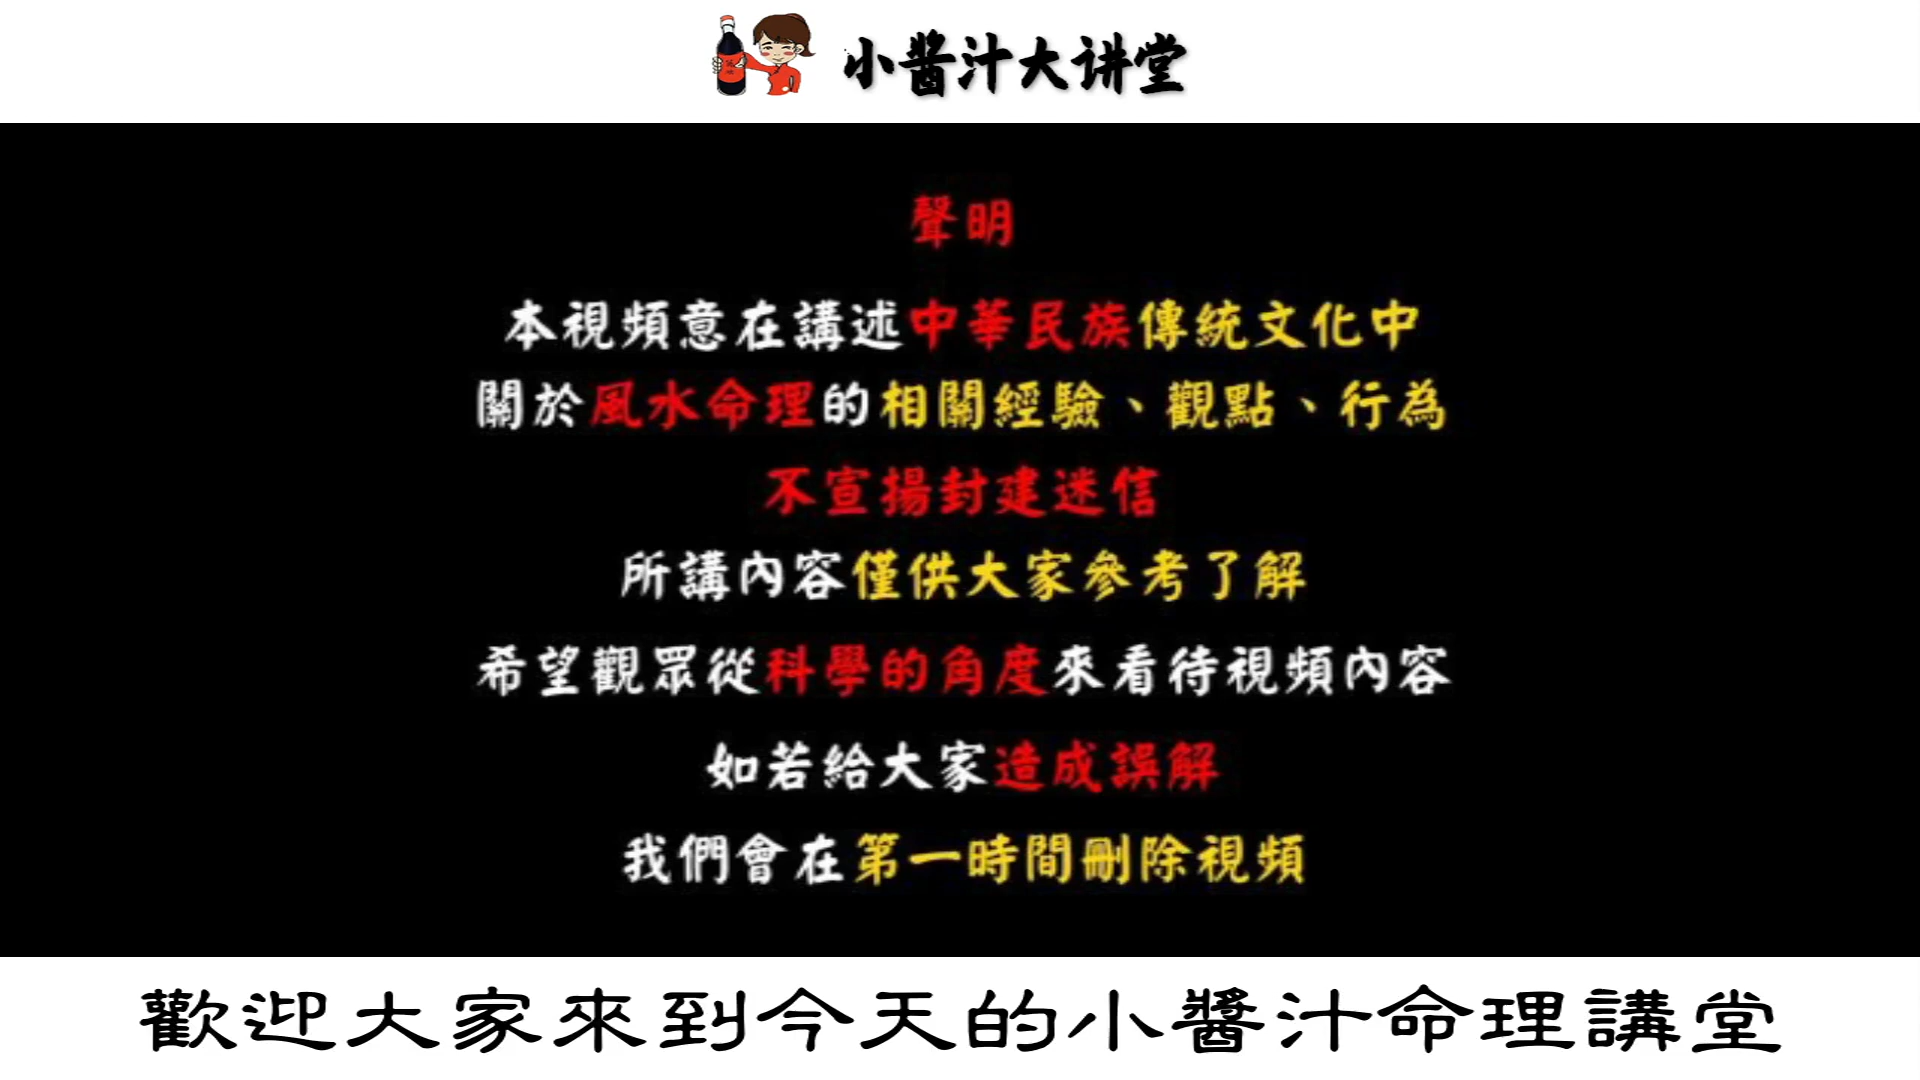 小醬汁大讲堂
聲明
本視頻意在講述中華民族傳統文化中
關於風水命理的相關經驗、觀點、行為
不宣揚封建迷信
所講內容僅供大家參考了解
希望觀眾從科學的角度來看待視頻內容
如若給大家造成誤解
我們會在第一時間刪除視頻
歡迎大家來到今天的小醬汁命理講堂